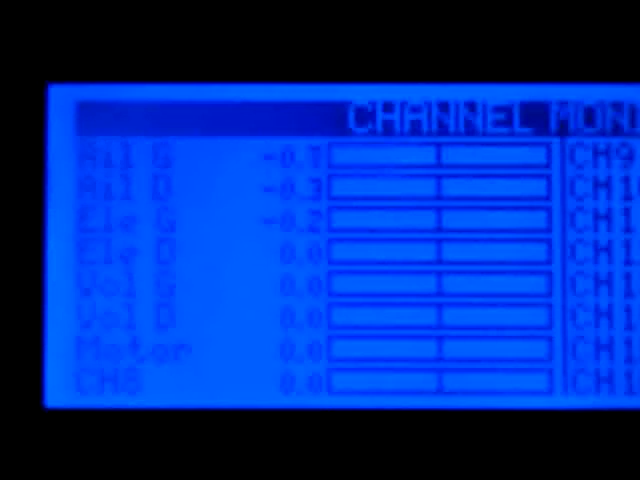 CHANNEL MON
Ail G -0.1 CH9
Ail D -0.3 CH1
Ele G -0.2 CH1
Ele D 0.0 CH1
Vol G 0.0 CH1
Vol D 0.0 CH1
Motor 0.0 CH1
CH8 0.0 CH1